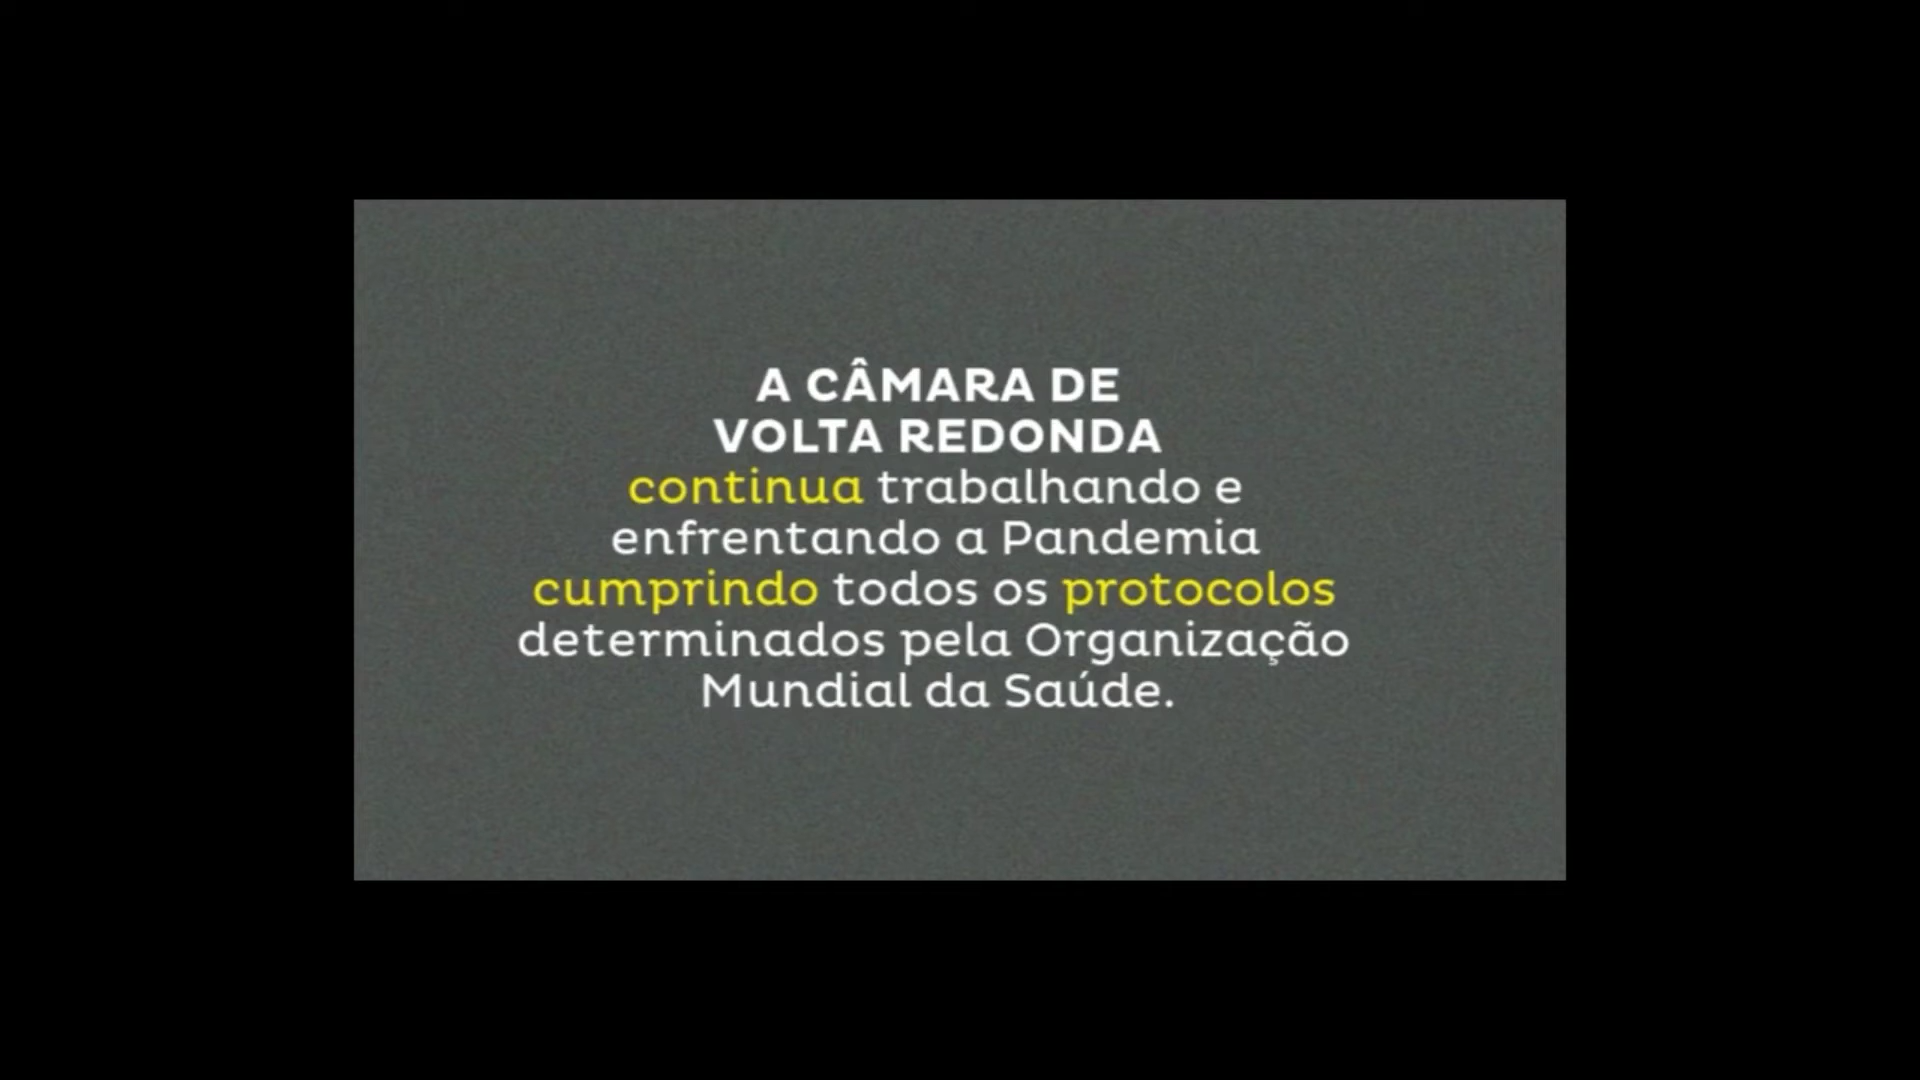 A CÂMARA DE
VOLTA REDONDA
continua trabalhando e
enfrentando a Pandemia
cumprindo todos os protocolos
determinados pela Organização
Mundial da Saúde.